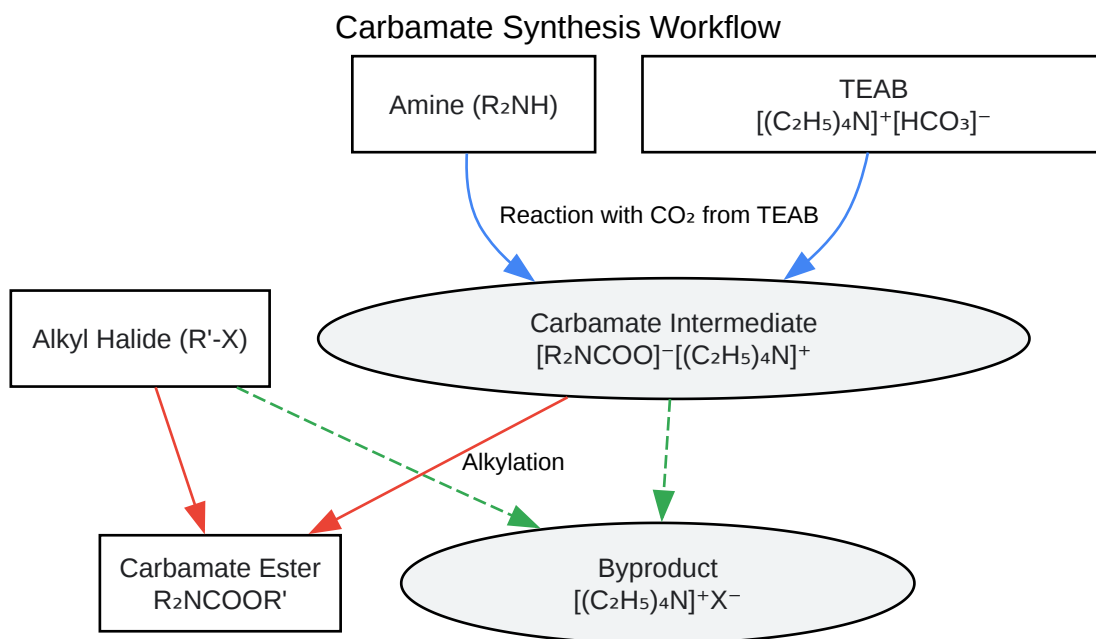 Carbamate Synthesis Workflow
Amine (R₂NH)
TEAB
[(C₂H₅)₄N]⁺[HCO₃]⁻
Reaction with CO₂ from TEAB
Carbamate Intermediate
[R₂NCOO]⁻[(C₂H₅)₄N]⁺
Alkyl Halide (R'-X)
Alkylation
Carbamate Ester
R₂NCOOR'
Byproduct
[(C₂H₅)₄N]⁺X⁻